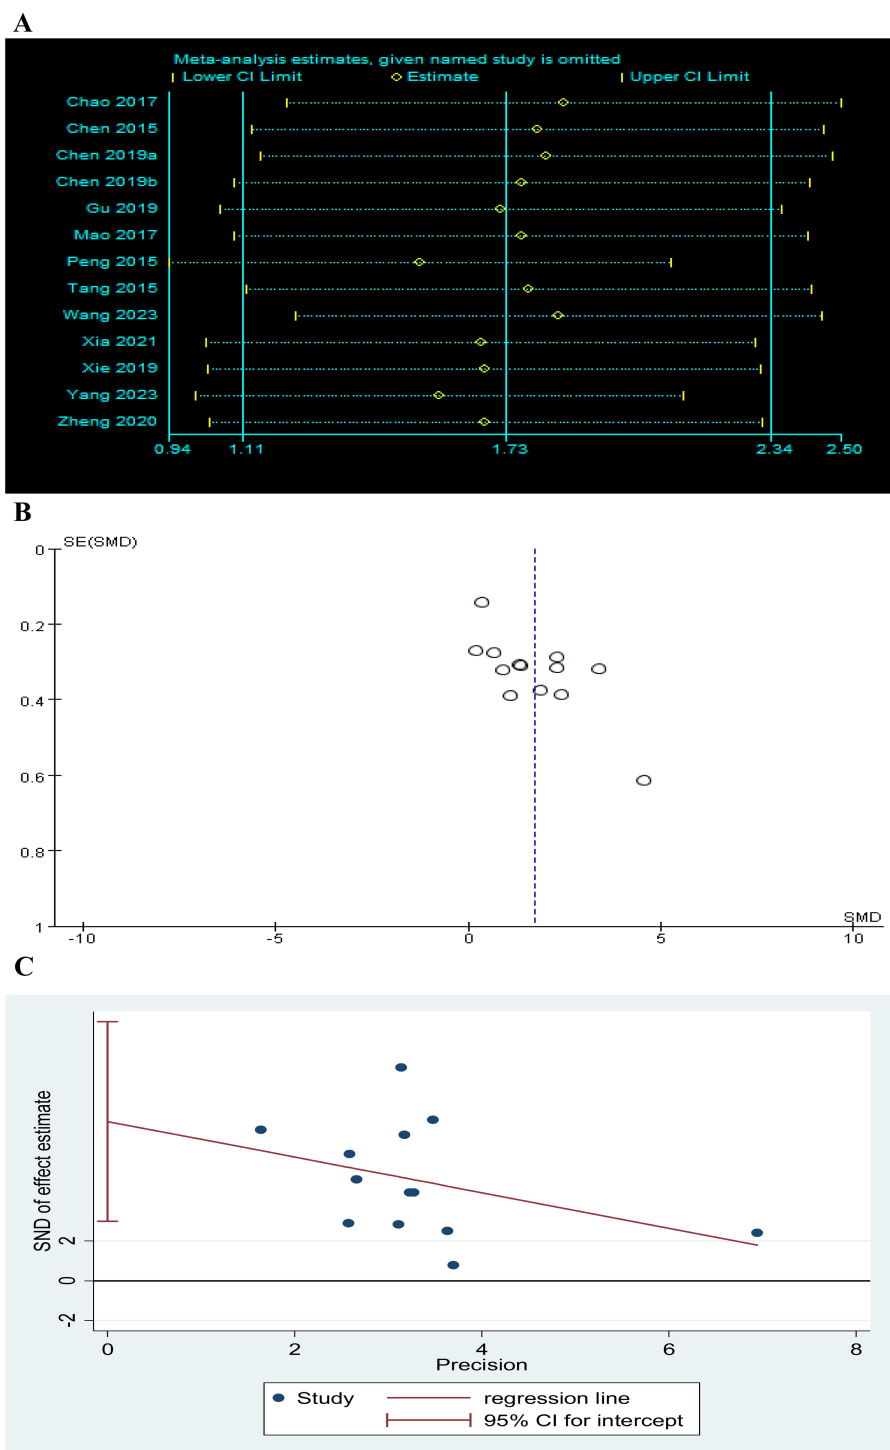 A
Meta-analysis estimates, given named study is omitted
Lower CI Limit Estimate Upper CI Limit
Chao 2017
Chen 2015
Chen 2019a
Chen 2019b
Gu 2019
Mao 2017
Peng 2015
Tang 2015
Wang 2023
Xia 2021
Xie 2019
Yang 2023
Zheng 2020
0.94 1.11 1.73 2.34 2.50
B
SE(SMD)
0
0.2
0.4
0.6
0.8
1
SMD
-10 -5 0 5 10
C
SND of effect estimate
2
0
-2
0 2 4 6 8
Precision
Study regression line
95% CI for intercept